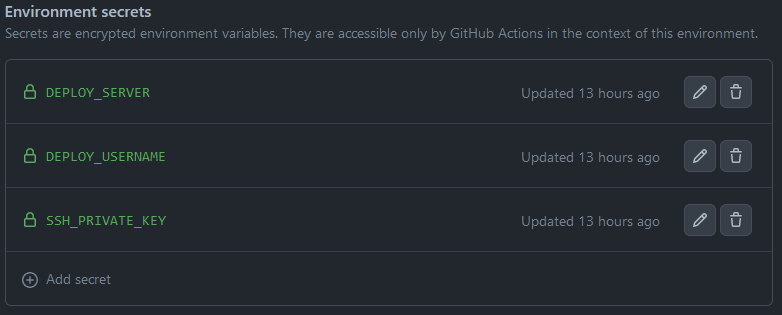 Environment secrets
Secrets are encrypted environment variables. They are accessible only by GitHub Actions in the context of this environment.
DEPLOY_SERVER Updated 13 hours ago
DEPLOY_USERNAME Updated 13 hours ago
SSH_PRIVATE_KEY Updated 13 hours ago
Add secret